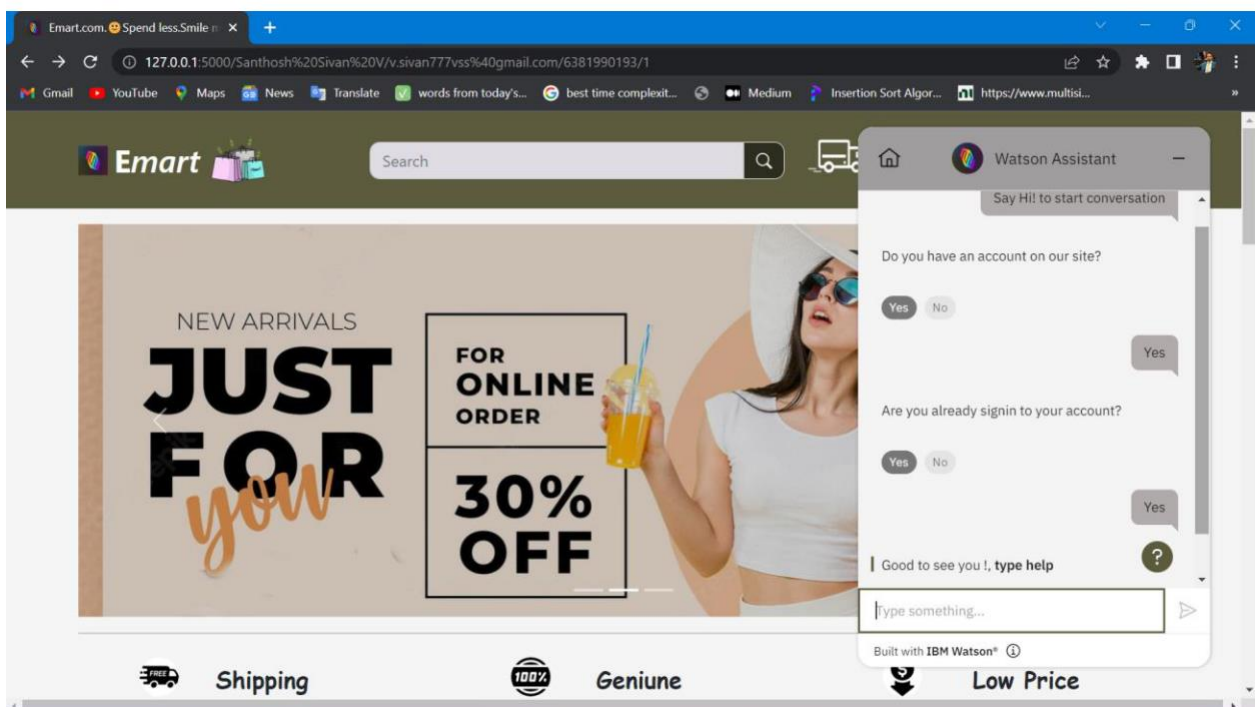 Emart.com.😊Spend less.Smile n
127.0.0.1:5000/Santhosh%20Sivan%20V/v.sivan777vss%40gmail.com/6381990193/1
Gmail YouTube Maps GB News Translate words from today's... best time complexit... Medium Insertion Sort Algor... https://www.multisi... »
Emart
Search
Watson Assistant
Say Hi! to start conversation
Do you have an account on our site?
Yes No
Yes
Are you already signin to your account?
Yes No
Yes
Good to see you !, type help
?
Type something...
Built with IBM Watson®
NEW ARRIVALS
JUST
FOR
you
FOR
ONLINE
ORDER
30%
OFF
FREE
Shipping
100%
Geniune
$
Low Price